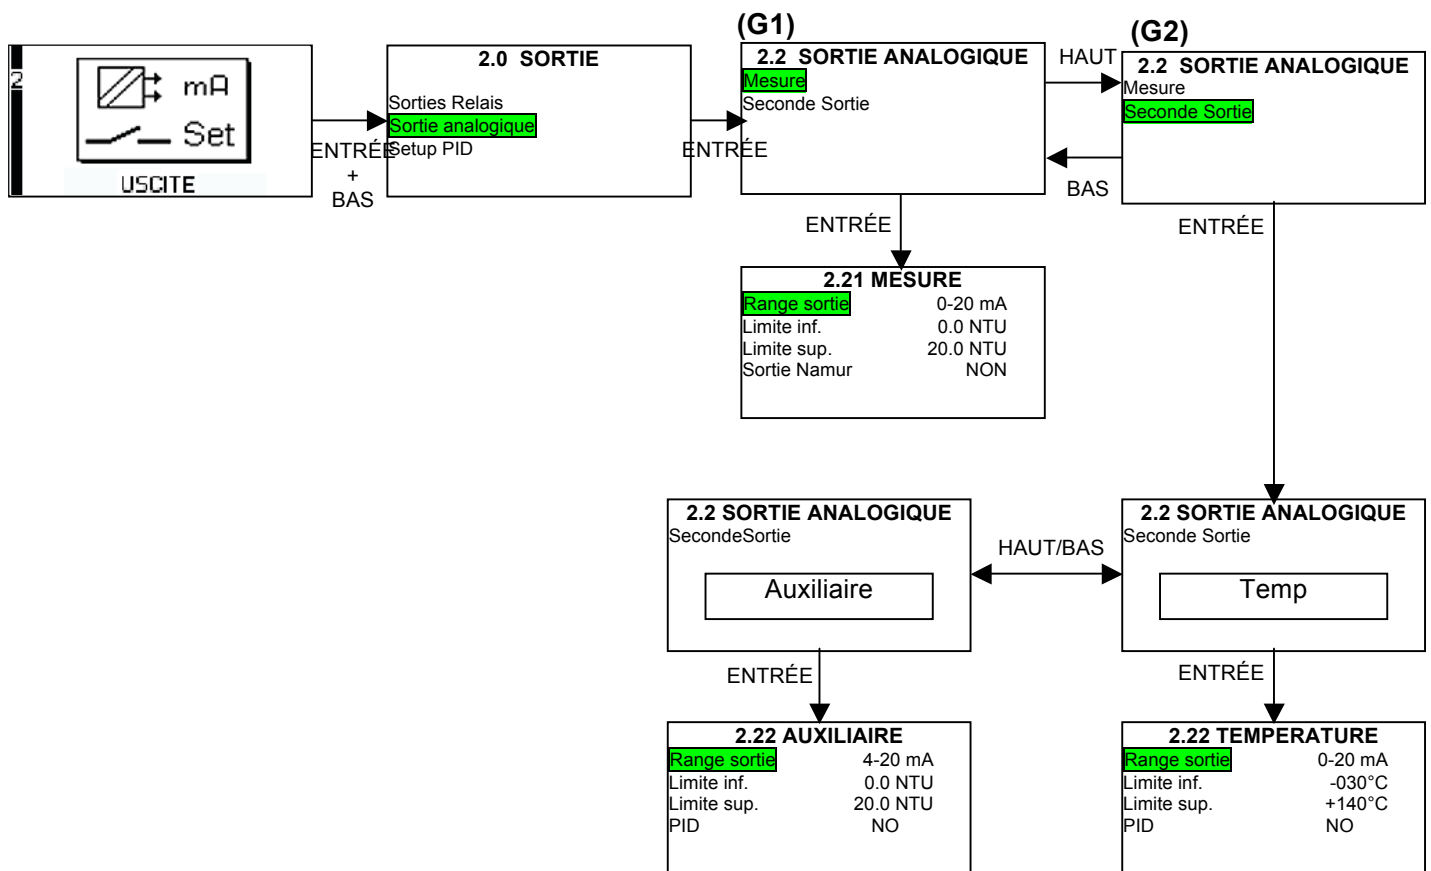 2
mA
Set
USCITE
ENTRÉE
+
BAS
2.0 SORTIE
Sorties Relais
Sortie analogique
Setup PID
ENTRÉE
(G1)
2.2 SORTIE ANALOGIQUE
Mesure
Seconde Sortie
HAUT
BAS
(G2)
2.2 SORTIE ANALOGIQUE
Mesure
Seconde Sortie
ENTRÉE
ENTRÉE
2.21 MESURE
Range sortie 0-20 mA
Limite inf. 0.0 NTU
Limite sup. 20.0 NTU
Sortie Namur NON
2.2 SORTIE ANALOGIQUE
SecondeSortie
Auxiliaire
HAUT/BAS
2.2 SORTIE ANALOGIQUE
Seconde Sortie
Temp
ENTRÉE
ENTRÉE
2.22 AUXILIAIRE
Range sortie 4-20 mA
Limite inf. 0.0 NTU
Limite sup. 20.0 NTU
PID NO
2.22 TEMPERATURE
Range sortie 0-20 mA
Limite inf. -030°C
Limite sup. +140°C
PID NO